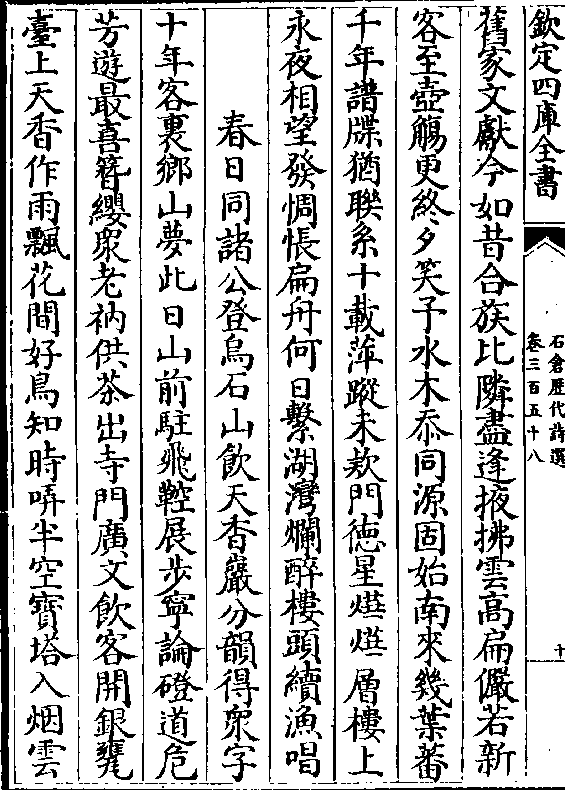 欽定四庫全書
石倉歷代詩選
卷三百五十八
十
舊家文獻今如昔合族比隣盡逢掖拂雲高扁儼若新
客至壺觴更終夕笑予水木忝同源固始南來幾葉蕃
千年譜牒猶聯系十載萍蹤未欵門徳星燁燁層樓上
永夜相望發惆悵扁舟何日繫湖灣爛醉樓頭續漁唱
春日同諸公登烏石山飲天香巖分韻得衆字
十年客裏鄉山夢此日山前駐飛鞚展步寧論磴道危
芳遊最喜簪纓衆老衲供茶出寺門廣文飲客開銀甕
臺上天香作雨飄花間好鳥知時哢半空寶塔入烟雲